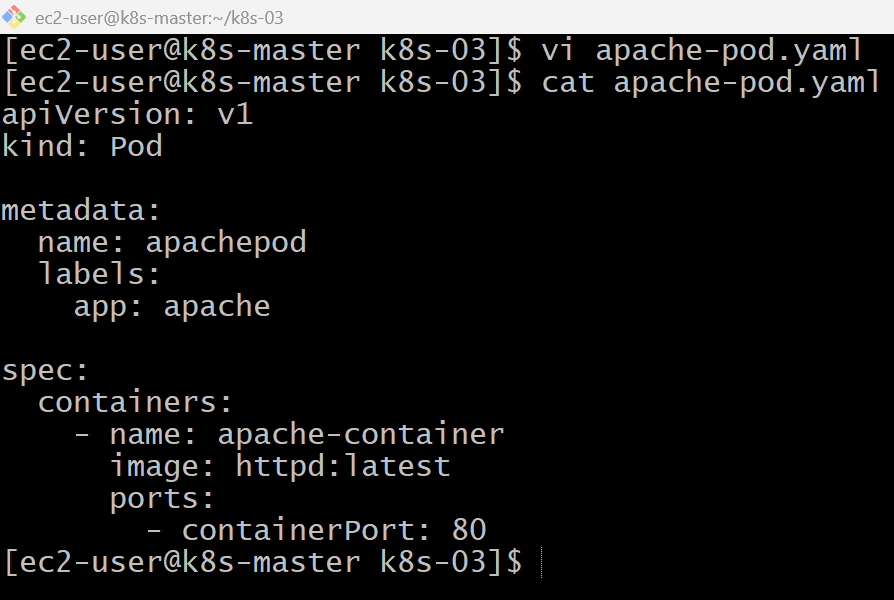 ec2-user@k8s-master:~/k8s-03
[ec2-user@k8s-master k8s-03]$ vi apache-pod.yaml
[ec2-user@k8s-master k8s-03]$ cat apache-pod.yaml
apiVersion: v1
kind: Pod

metadata:
  name: apachepod
  labels:
    app: apache

spec:
  containers:
    - name: apache-container
      image: httpd:latest
      ports:
        - containerPort: 80
[ec2-user@k8s-master k8s-03]$